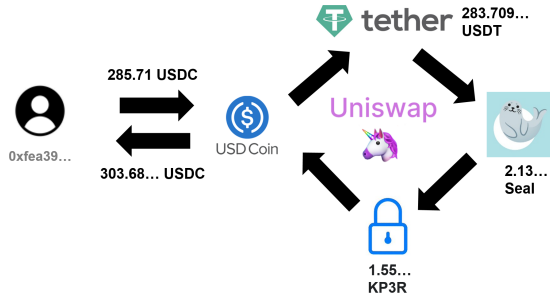 tether
283.709...
USDT
285.71 USDC
Uniswap
USD Coin
0xfea39...
303.68... USDC
2.13...
Seal
1.55...
KP3R